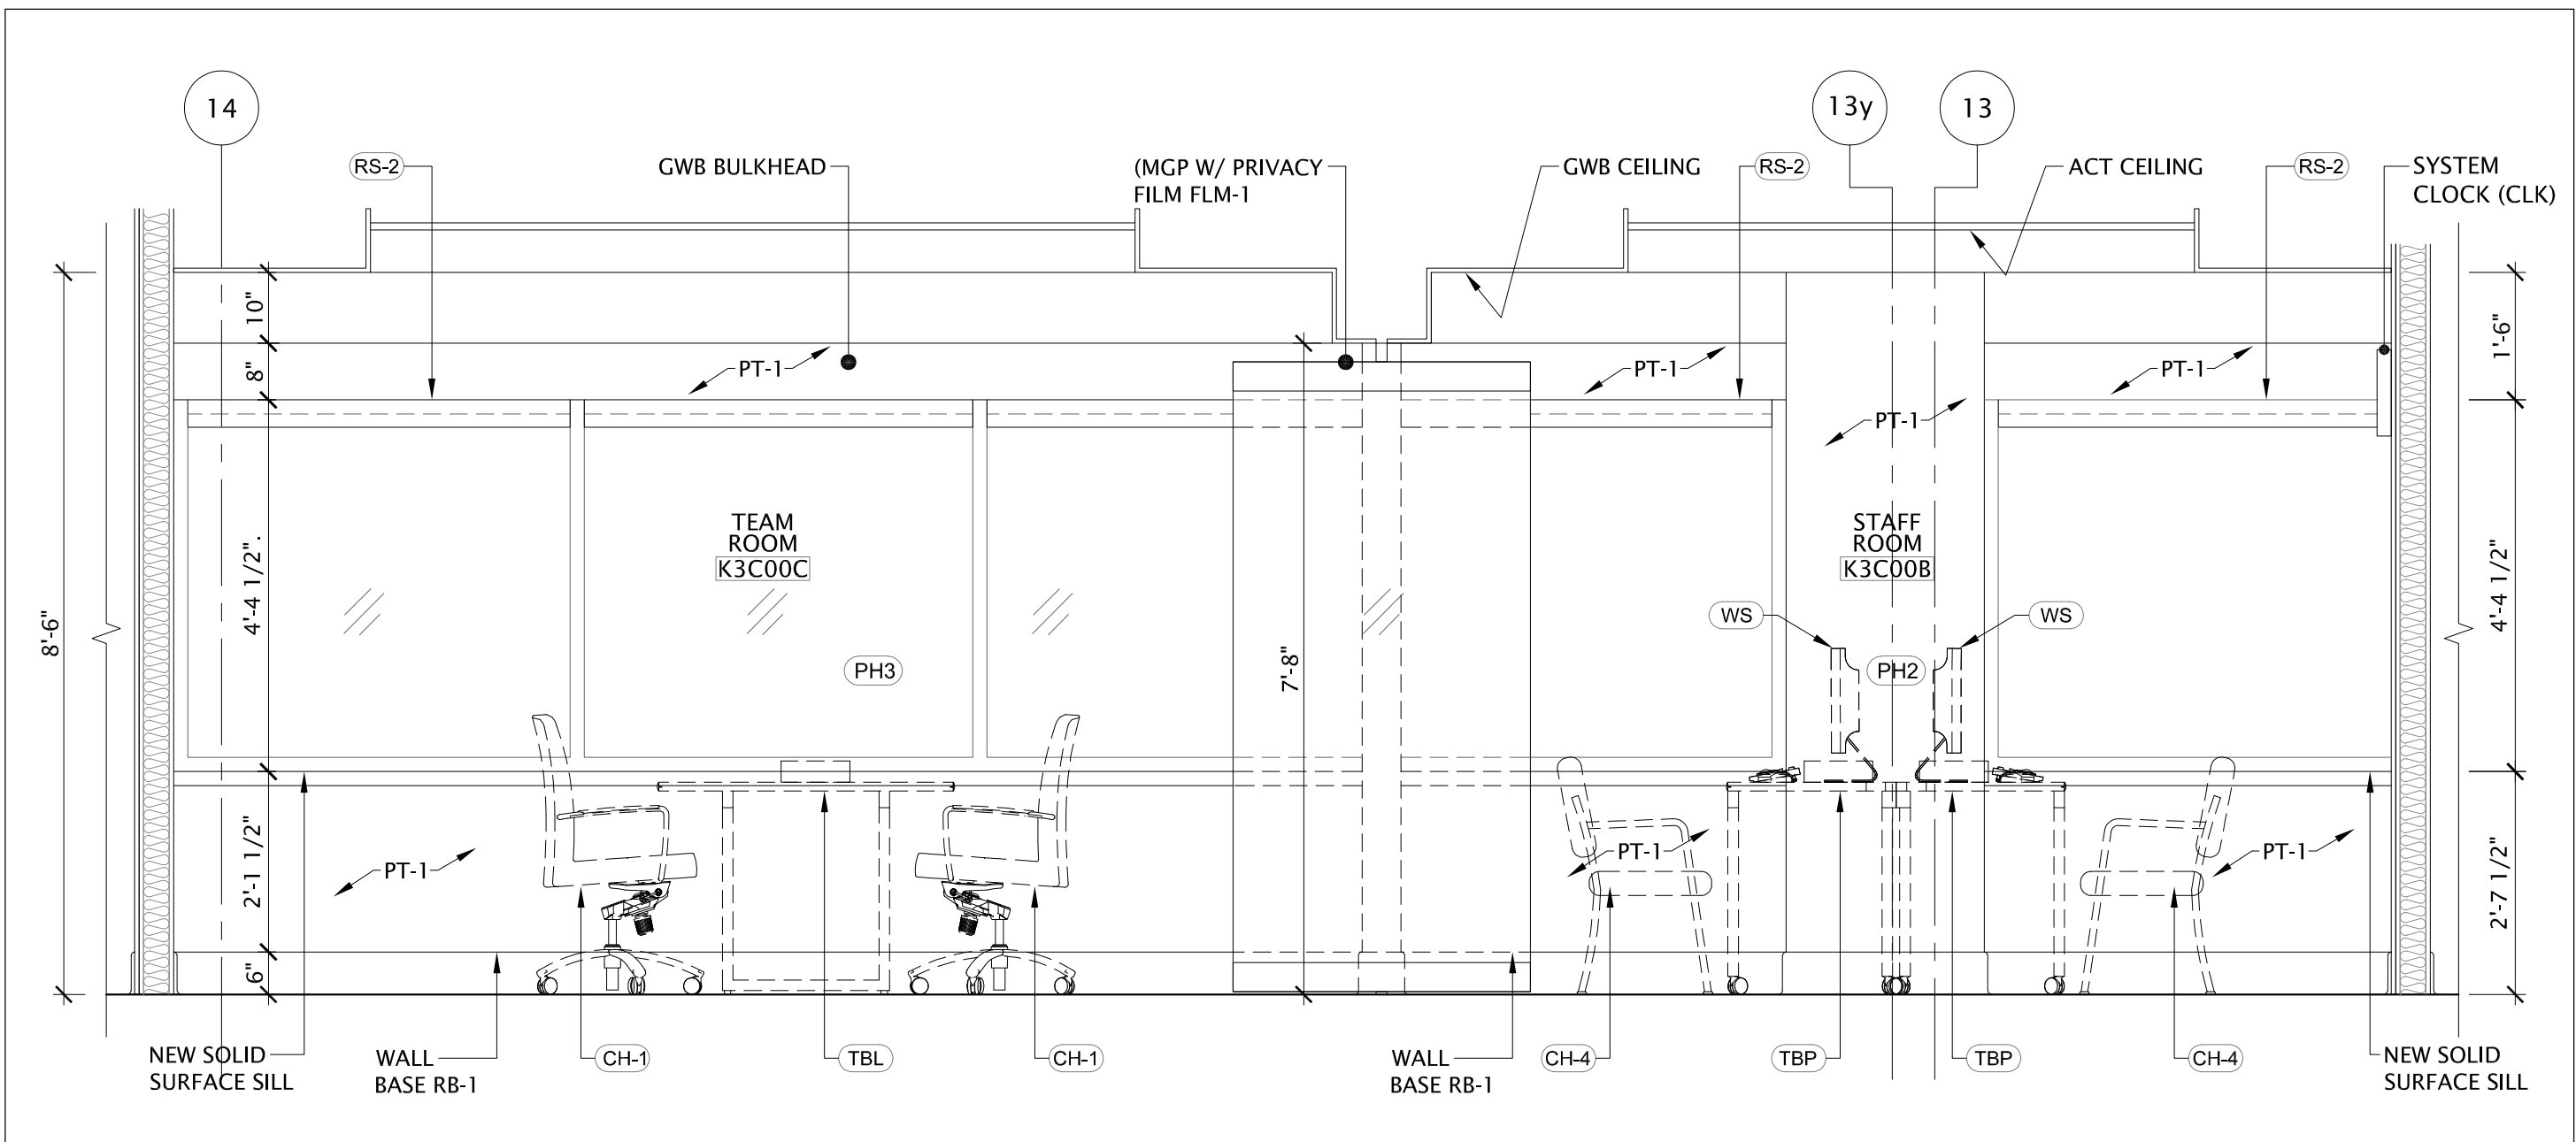 14
13y
13
RS-2
GWB BULKHEAD
(MGP W/ PRIVACY
FILM FLM-1
GWB CEILING
RS-2
ACT CEILING
RS-2
SYSTEM
CLOCK (CLK)
10"
8"
PT-1
PT-1
PT-1
PT-1
1'-6"
TEAM
ROOM
K3C00C
STAFF
ROOM
K3C00B
4'-4 1/2".
4'-4 1/2"
8'-6"
7'-8"
WS
WS
PH3
PH2
2'-1 1/2"
PT-1
PT-1
PT-1
2'-7 1/2"
6"
NEW SOLID
SURFACE SILL
WALL
BASE RB-1
CH-1
TBL
CH-1
WALL
BASE RB-1
CH-4
TBP
TBP
CH-4
NEW SOLID
SURFACE SILL